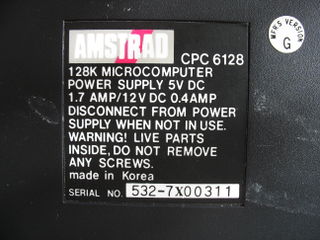 AMSTRAD
CPC 6128
MFRS VERSION
G
128K MICROCOMPUTER
POWER SUPPLY 5V DC
1.7 AMP/12V DC 0.4AMP
DISCONNECT FROM POWER
SUPPLY WHEN NOT IN USE.
WARNING! LIVE PARTS
INSIDE, DO NOT REMOVE
ANY SCREWS.
made in Korea
SERIAL NO. 532-7X00311